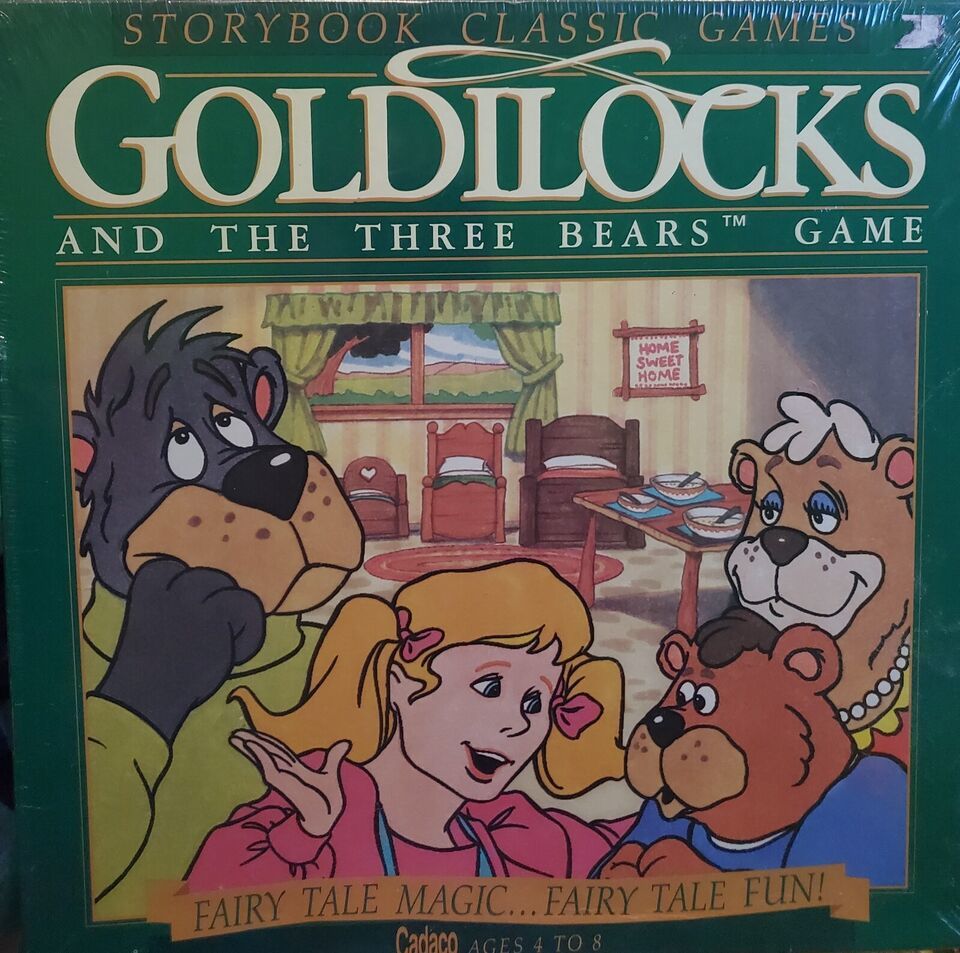 STORYBOOK CLASSIC GAMES
GOLDILOCKS
AND THE THREE BEARS™ GAME
HOME
SWEET
HOME
FAIRY TALE MAGIC... FAIRY TALE FUN!
Cadaco AGES 4 TO 8